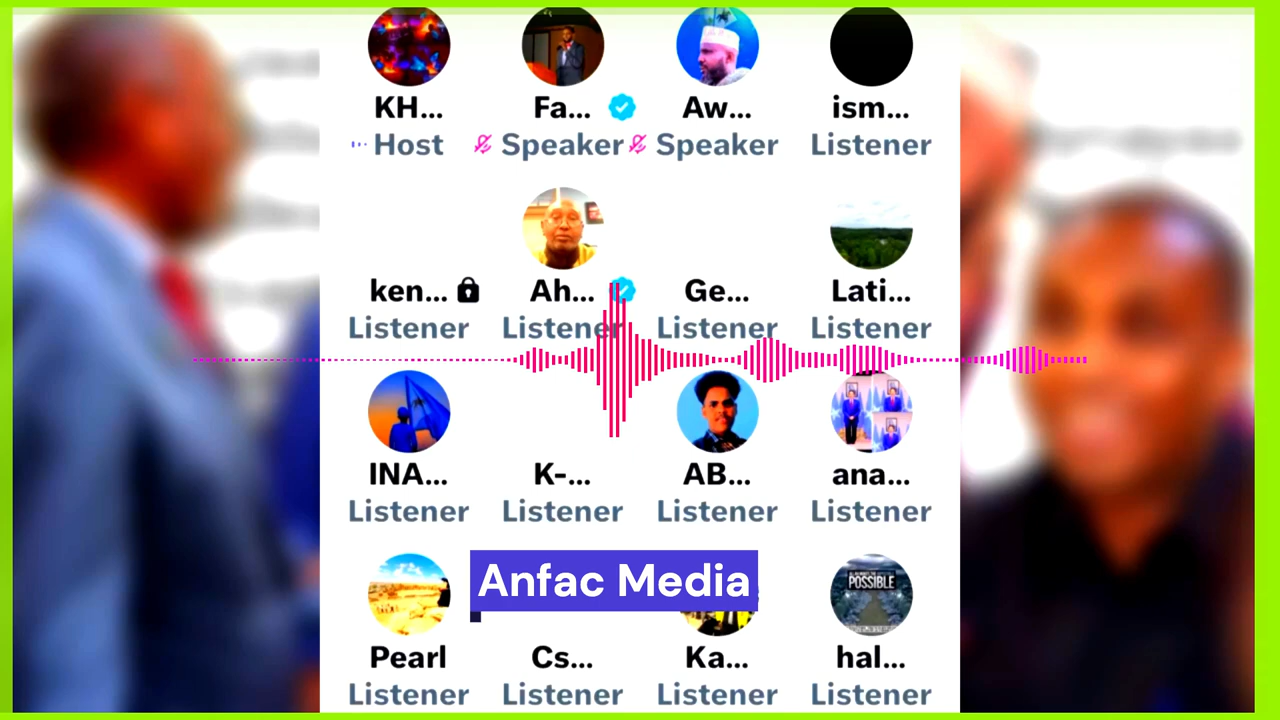 KH... Fa... Aw... ism...
Host Speaker Speaker Listener
ken... Ah... Ge... Lati...
Listener Listener Listener Listener
INA... K-... AB... ana...
Listener Listener Listener Listener
POSSIBLE
Anfac Media
Pearl Cs... Ka... hal...
Listener Listener Listener Listener